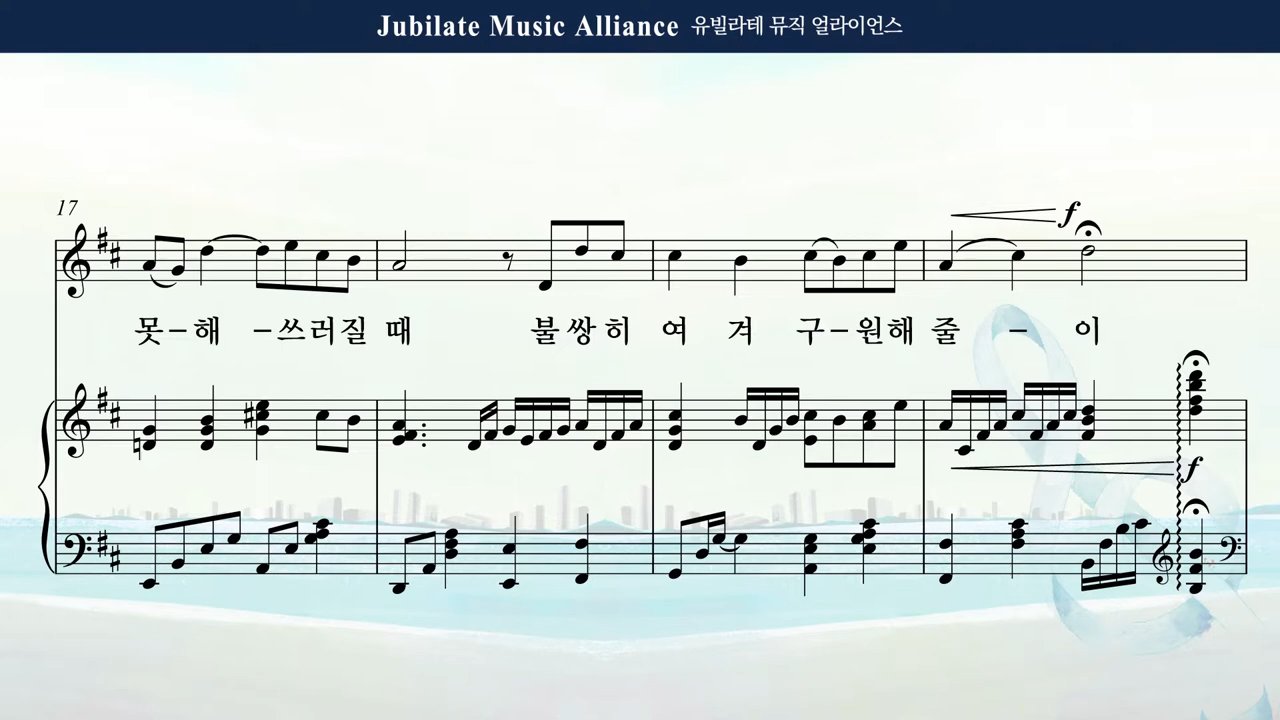 Jubilate Music Alliance 유빌라테 뮤직 얼라이언스
17
f
못-해 -쓰러질 때 불쌍히 여 겨 구-원해 줄 - 이
f